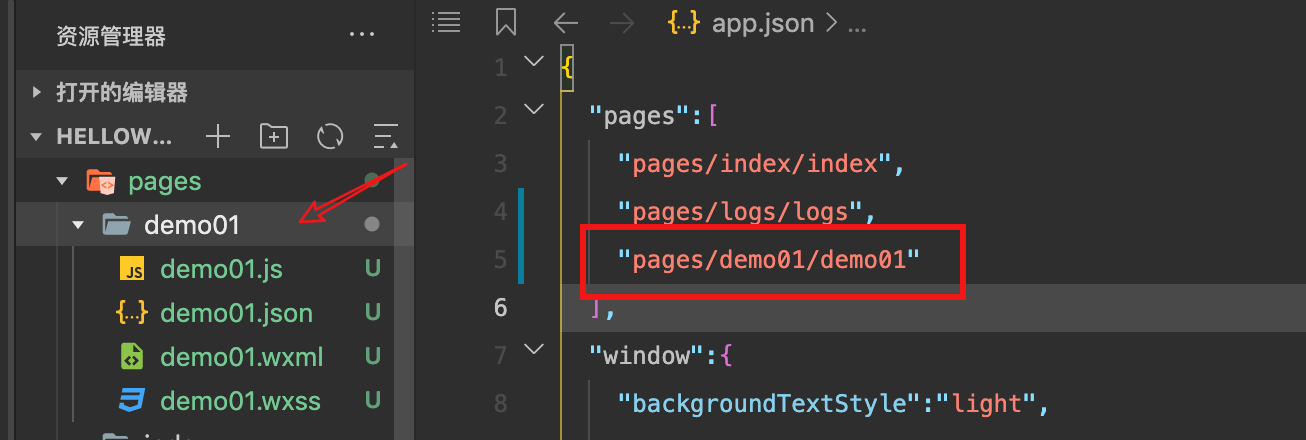 资源管理器 ···
打开的编辑器
HELLOW...
pages
demo01
JS demo01.js U
{..} demo01.json U
demo01.wxml U
demo01.wxss U
{..} app.json > ...
1 {
2 "pages":[
3 "pages/index/index",
4 "pages/logs/logs",
5 "pages/demo01/demo01"
6 ],
7 "window":{
8 "backgroundTextStyle":"light",